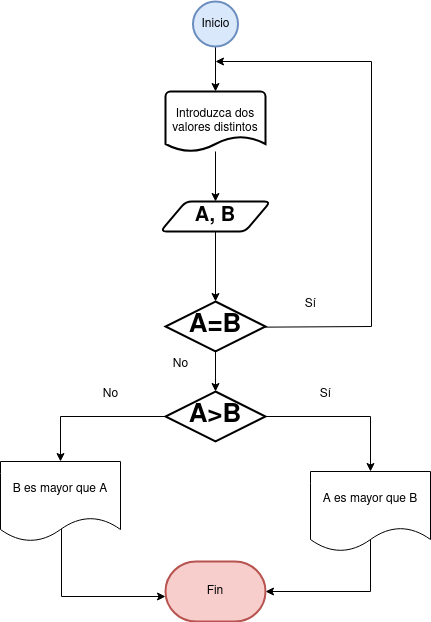 Inicio
Introduzca dos
valores distintos
A, B
A=B
Sí
No
A>B
No
Sí
B es mayor que A
A es mayor que B
Fin